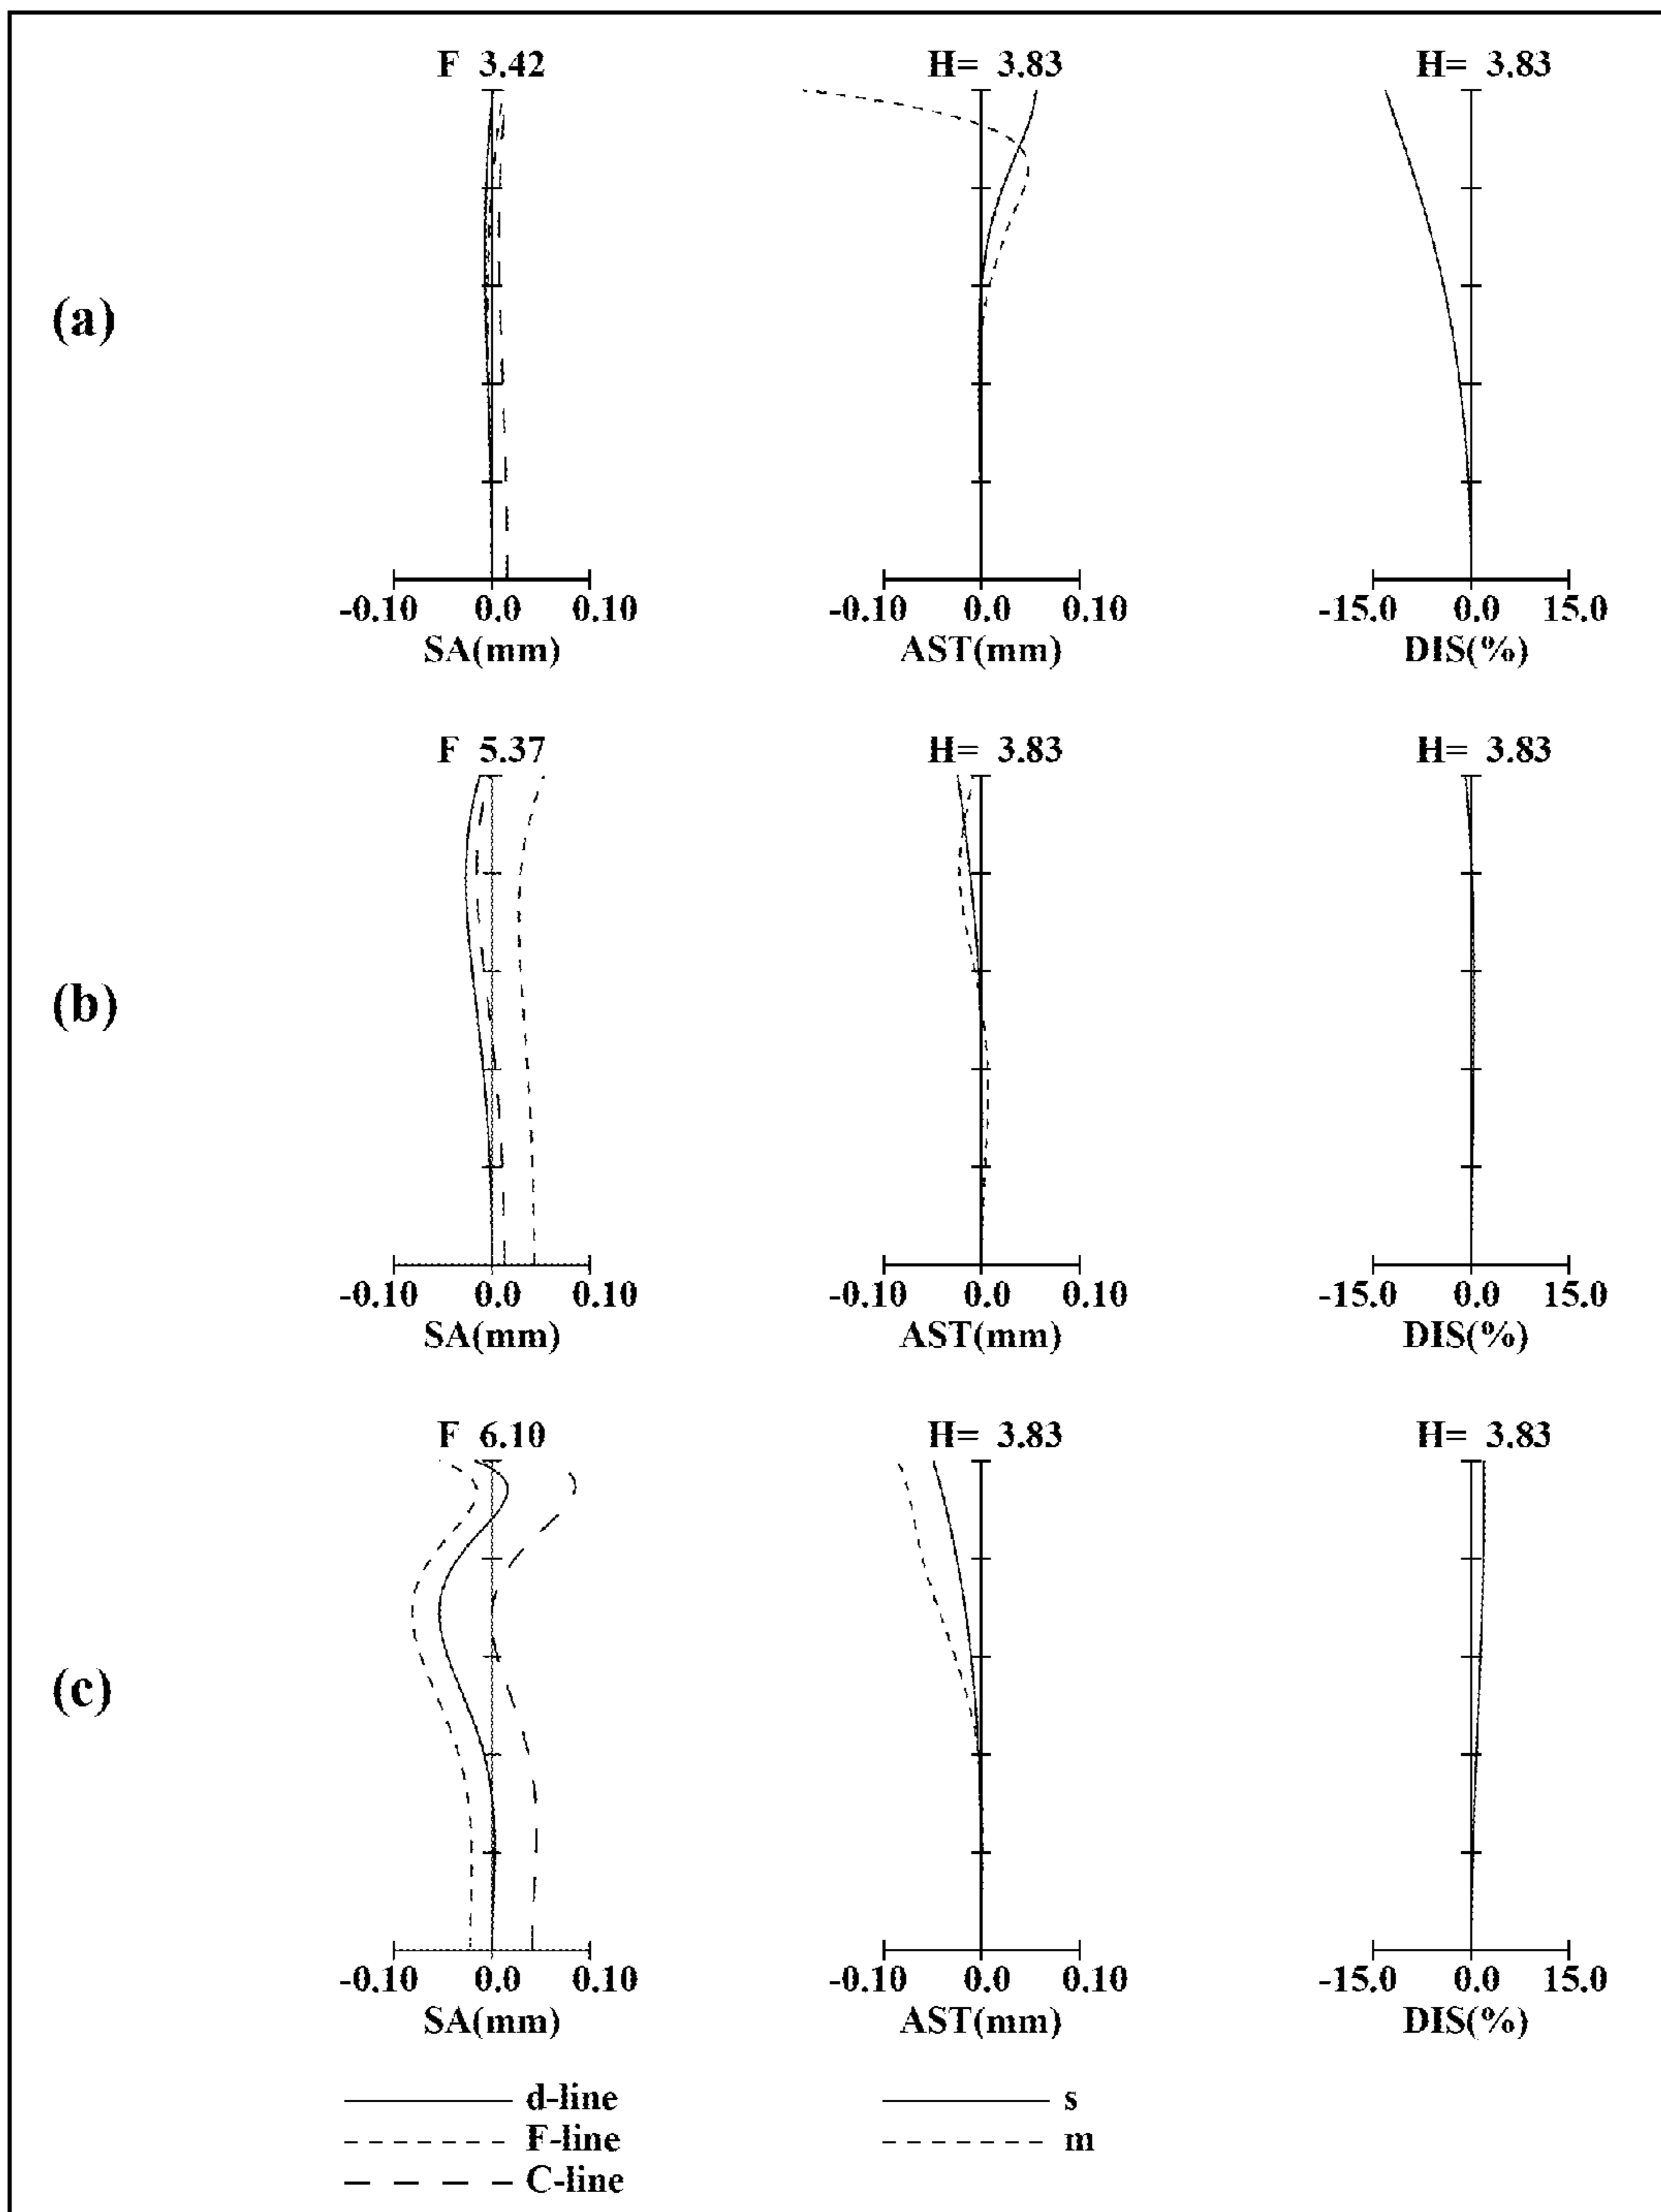 F 3.42 H= 3.83 H= 3.83
(a)
-0.10 0.0 0.10 -0.10 0.0 0.10 -15.0 0.0 15.0
SA(mm) AST(mm) DIS(%)
F 5.37 H= 3.83 H= 3.83
(b)
-0.10 0.0 0.10 -0.10 0.0 0.10 -15.0 0.0 15.0
SA(mm) AST(mm) DIS(%)
F 6.10 H= 3.83 H= 3.83
(c)
-0.10 0.0 0.10 -0.10 0.0 0.10 -15.0 0.0 15.0
SA(mm) AST(mm) DIS(%)
d-line s
F-line m
C-line